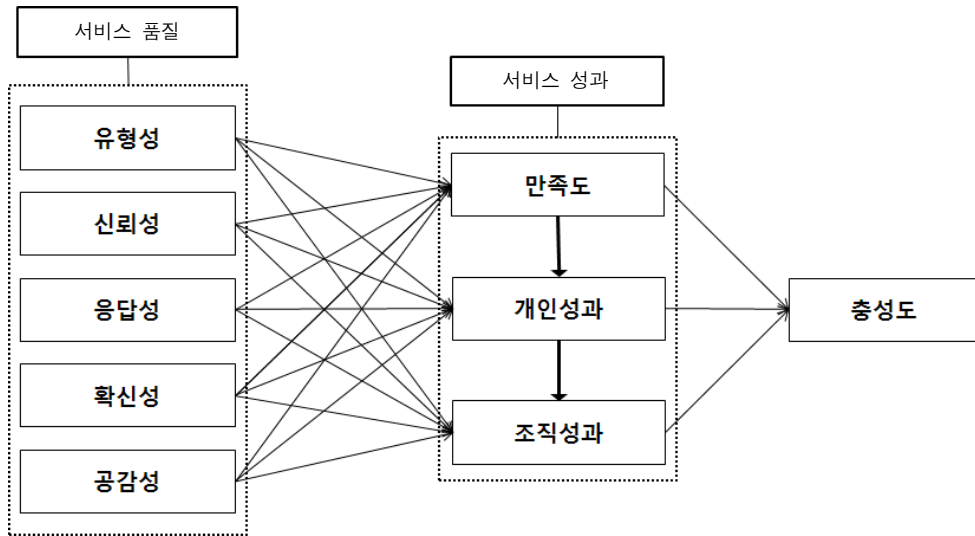 서비스 품질
유형성
신뢰성
응답성
확신성
공감성
서비스 성과
만족도
개인성과
조직성과
충성도